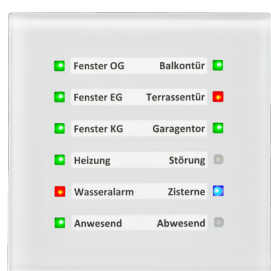 Fenster OG Balkontür
Fenster EG Terrassentür
Fenster KG Garagentor
Heizung Störung
Wasseralarm Zisterne
Anwesend Abwesend